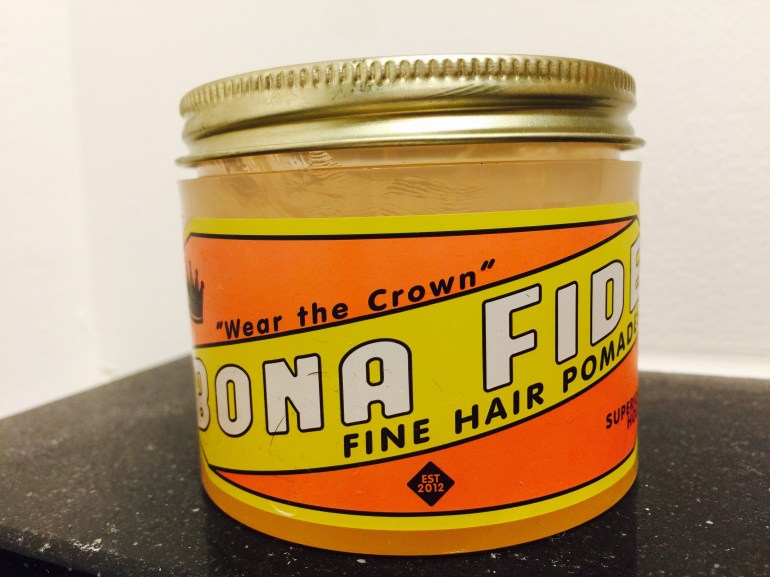 "Wear the Crown"
BONA FIDE
FINE HAIR POMADE
EST
2012